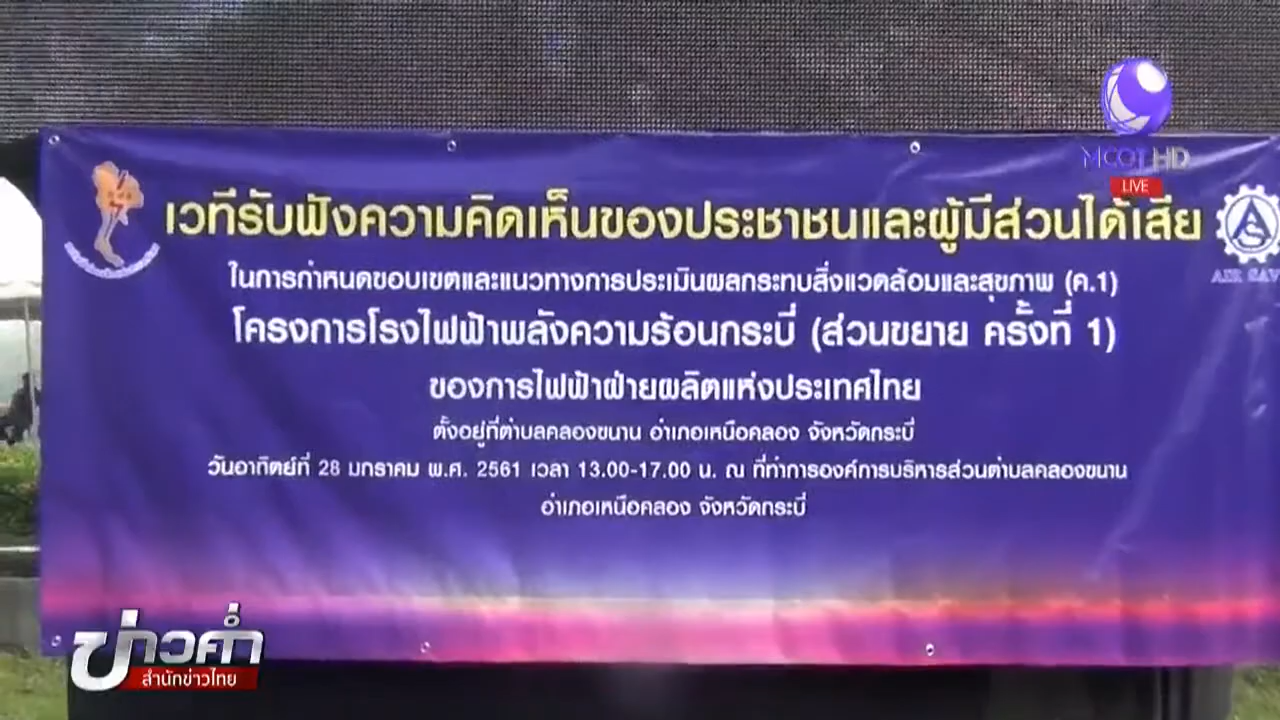 MCOT HD
LIVE
เวทีรับฟังความคิดเห็นของประชาชนและผู้มีส่วนได้เสีย
ในการกำหนดขอบเขตและแนวทางการประเมินผลกระทบสิ่งแวดล้อมและสุขภาพ (ค.1)
AIR SAV
โครงการโรงไฟฟ้าพลังความร้อนกระบี่ (ส่วนขยาย ครั้งที่ 1)
ของการไฟฟ้าฝ่ายผลิตแห่งประเทศไทย
ตั้งอยู่ที่ตำบลคลองขนาน อำเภอเหนือคลอง จังหวัดกระบี่
วันอาทิตย์ที่ 28 มกราคม พ.ศ. 2561 เวลา 13.00-17.00 น. ณ ที่ทำการองค์การบริหารส่วนตำบลคลองขนาน
อำเภอเหนือคลอง จังหวัดกระบี่
ข่าวค่ำ
สำนักข่าวไทย